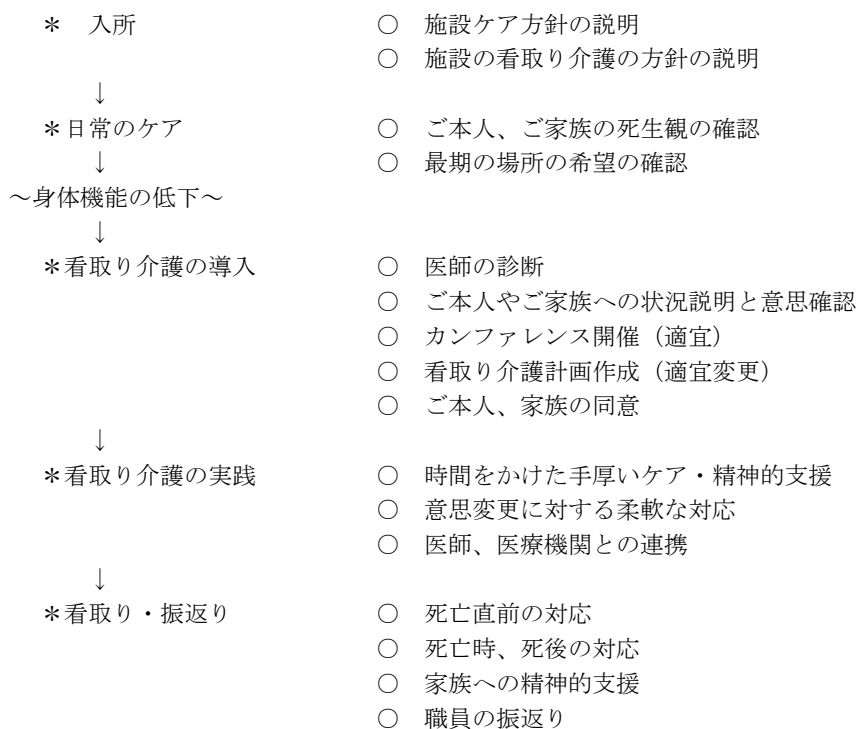 ＊　入所　○　施設ケア方針の説明
○　施設の看取り介護の方針の説明
↓
＊日常のケア　○　ご本人、ご家族の死生観の確認
↓　○　最期の場所の希望の確認
～身体機能の低下～
↓
＊看取り介護の導入　○　医師の診断
○　ご本人やご家族への状況説明と意思確認
○　カンファレンス開催（適宜）
○　看取り介護計画作成（適宜変更）
○　ご本人、家族の同意
↓
＊看取り介護の実践　○　時間をかけた手厚いケア・精神的支援
○　意思変更に対する柔軟な対応
○　医師、医療機関との連携
↓
＊看取り・振返り　○　死亡直前の対応
○　死亡時、死後の対応
○　家族への精神的支援
○　職員の振返り